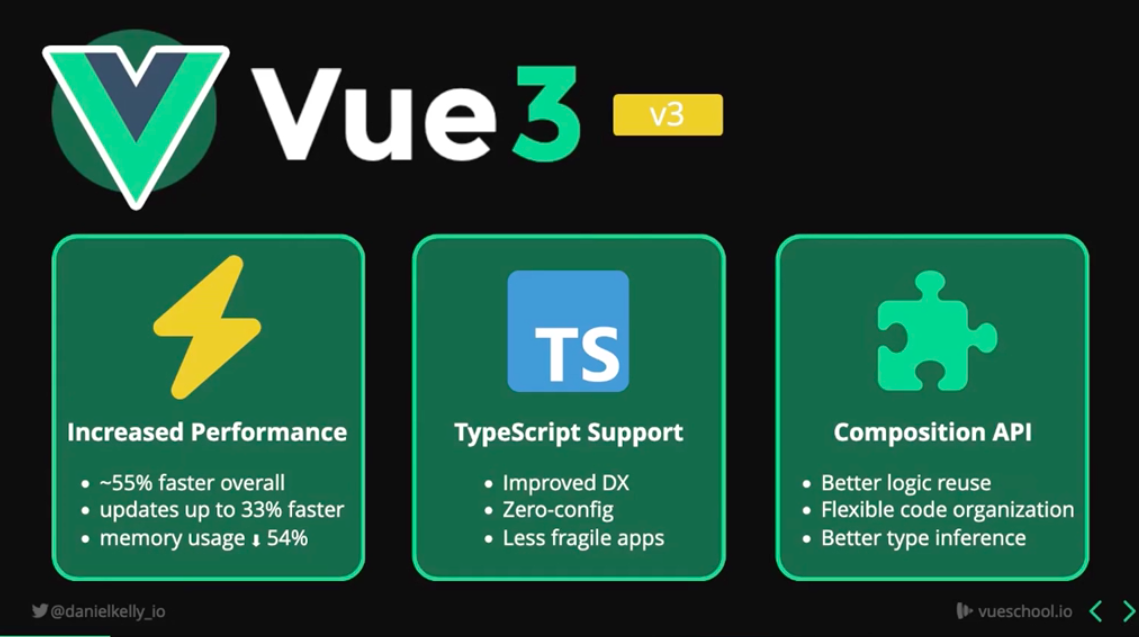 Vue 3
v3
Increased Performance
• ~55% faster overall
• updates up to 33% faster
• memory usage ⬇ 54%
TS
TypeScript Support
• Improved DX
• Zero-config
• Less fragile apps
Composition API
• Better logic reuse
• Flexible code organization
• Better type inference
@danielkelly_io
vueschool.io